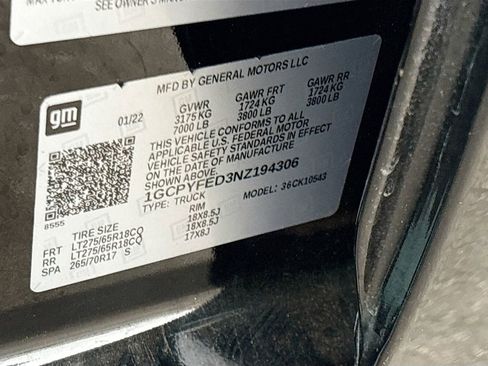 SEE OWNER'S
MFD BY GENERAL MOTORS LLC
gm
01/22
GVWR GAWR FRT GAWR RR
3175 KG 1724 KG 1724 KG
7000 LB 3800 LB 3800 LB
THIS VEHICLE CONFORMS TO ALL
APPLICABLE U.S. FEDERAL MOTOR
VEHICLE SAFETY STANDARDS IN EFFECT
ON THE DATE OF MANUFACTURE
SHOWN ABOVE.
1GCPYFED3NZ194306
TYPE: TRUCK MODEL: 36CK10543
8555
TIRE SIZE RIM
FRT LT275/65R18CQ 18X8.5J
RR LT275/65R18CQ 18X8.5J
SPA 265/70R17 S 17X8J